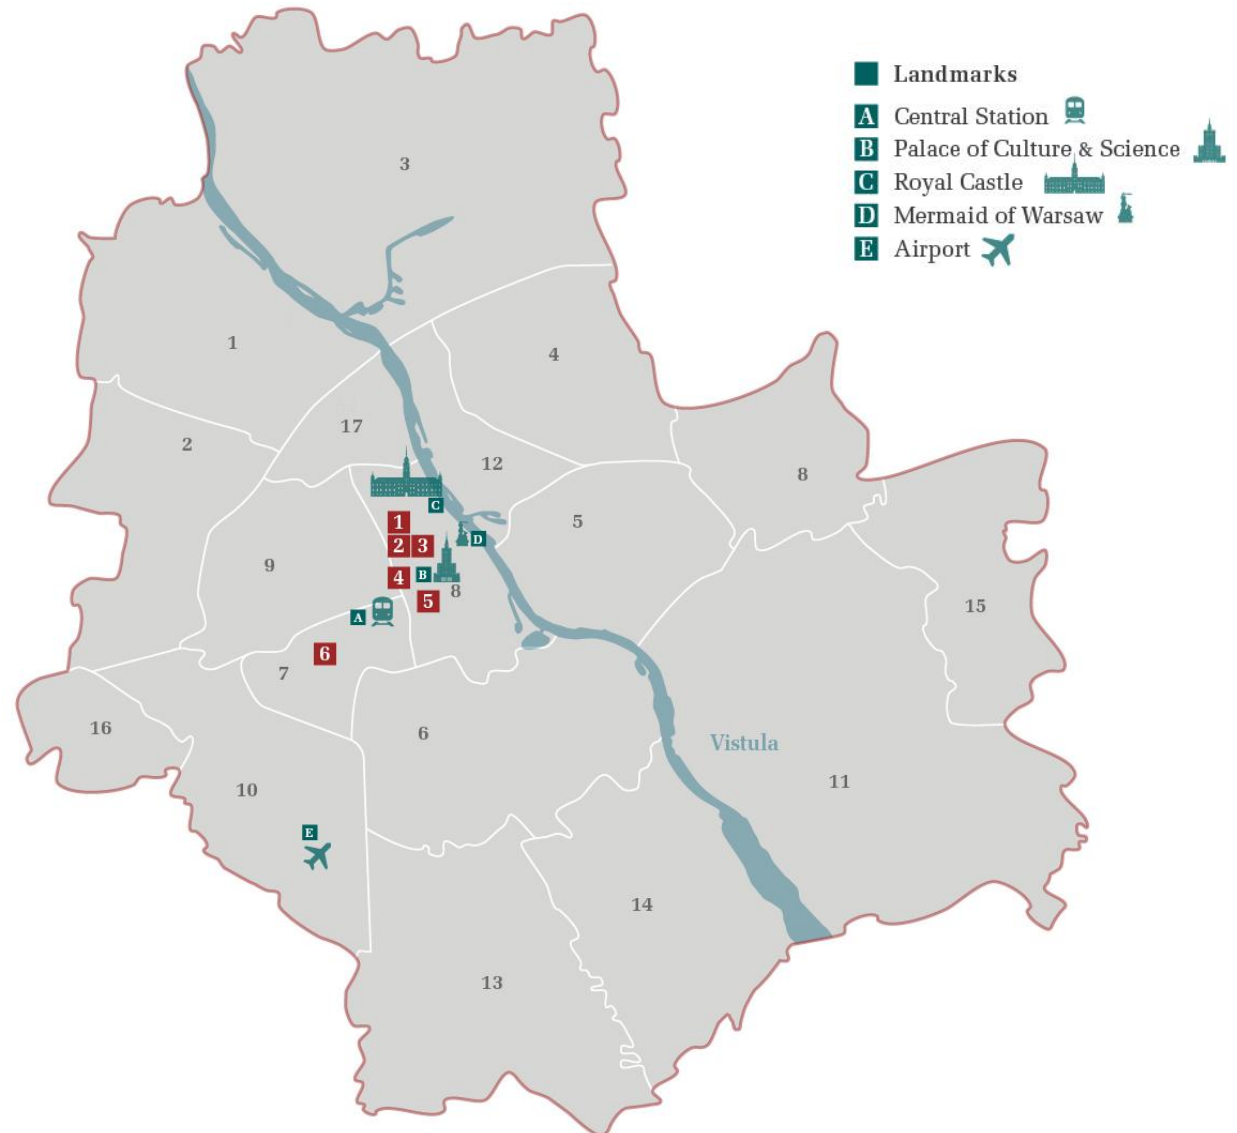 Landmarks
A Central Station
B Palace of Culture & Science
C Royal Castle
D Mermaid of Warsaw
E Airport
3
1
4
2
17
12
8
C
5
1
D
2 3
9
B
4
8
5
15
A
6
7
16
6
Vistula
11
10
E
14
13